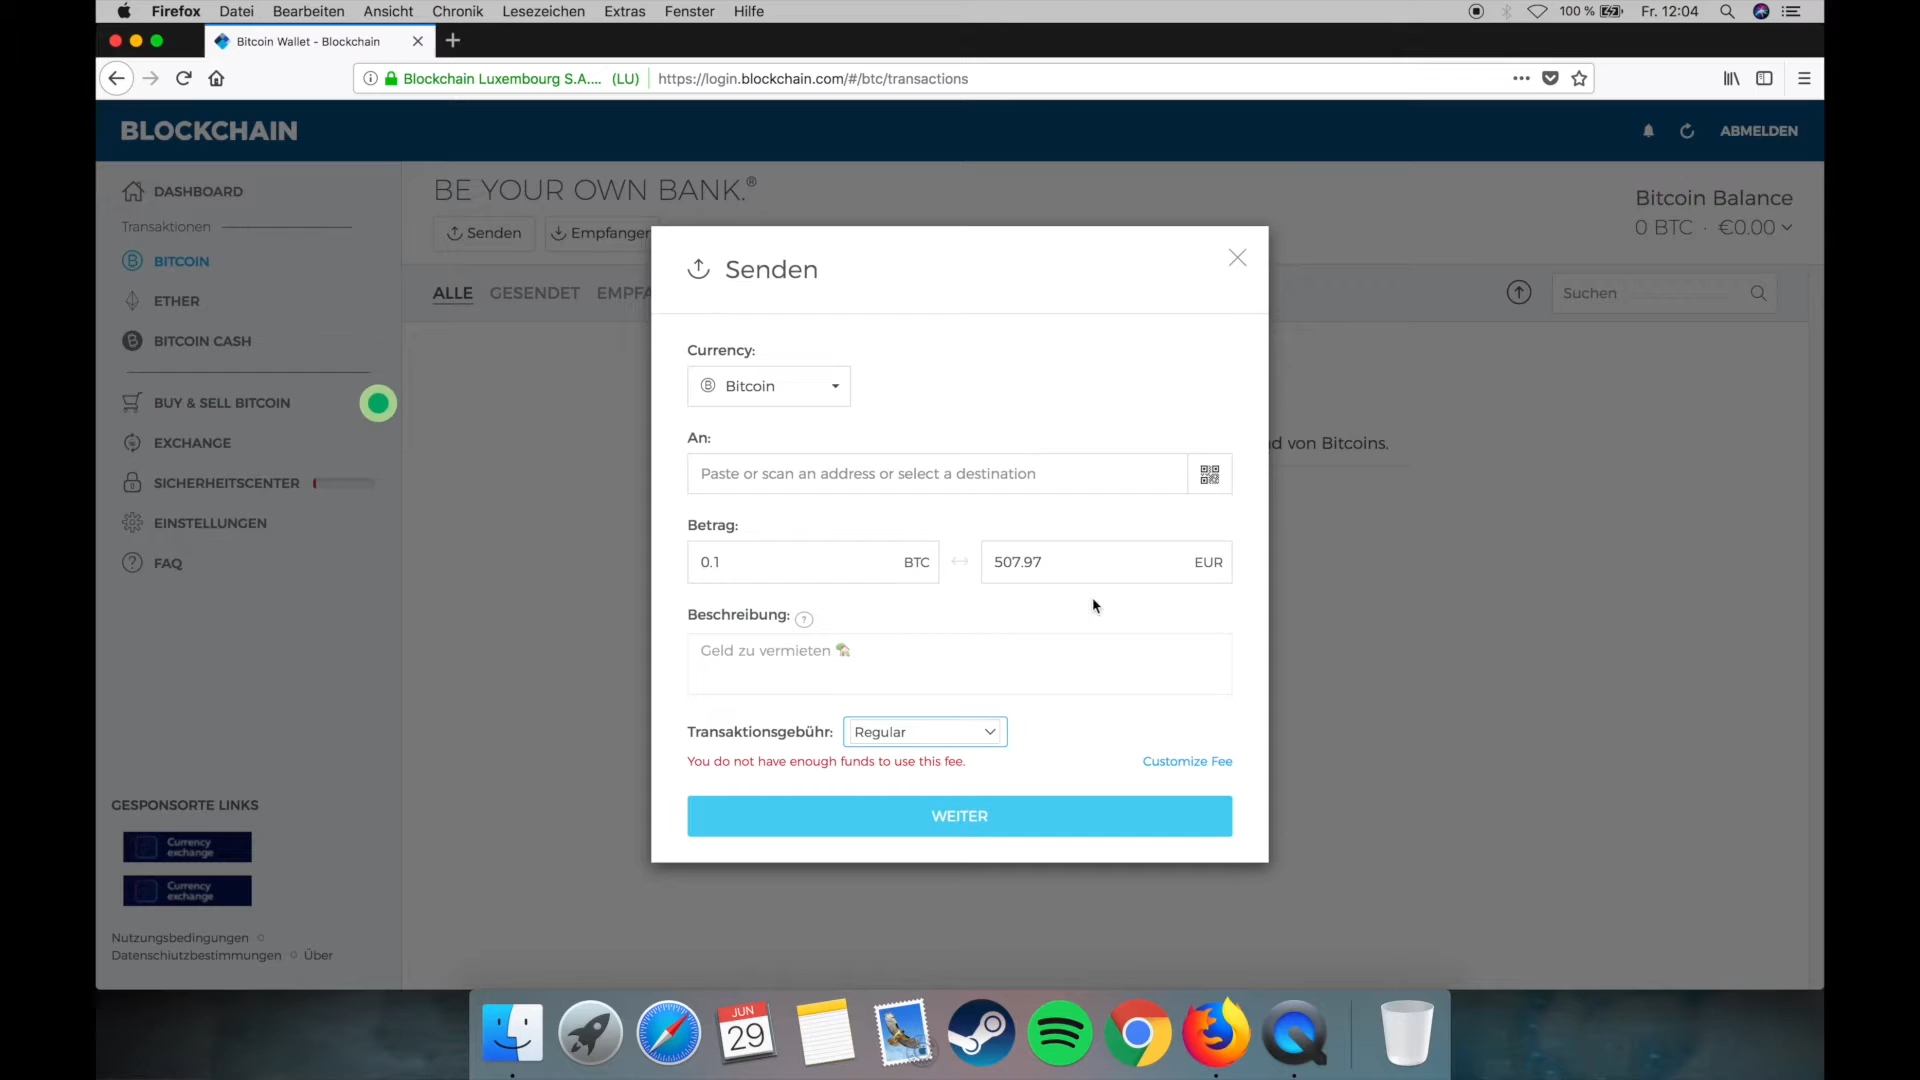 Firefox Datei Bearbeiten Ansicht Chronik Lesezeichen Extras Fenster Hilfe 100 % Fr. 12:04
Bitcoin Wallet - Blockchain
Blockchain Luxembourg S.A.... (LU) https://login.blockchain.com/#/btc/transactions
BLOCKCHAIN
ABMELDEN
DASHBOARD
Transaktionen
BITCOIN
ETHER
BITCOIN CASH
BUY & SELL BITCOIN
EXCHANGE
SICHERHEITSCENTER
EINSTELLUNGEN
FAQ
GESPONSORTE LINKS
Currency
exchange
Currency
exchange
Nutzungsbedingungen
Datenschutzbestimmungen Über
BE YOUR OWN BANK.®
Senden Empfangen
Bitcoin Balance
0 BTC · €0.00
ALLE GESENDET EMPFA
Suchen
d von Bitcoins.
Senden
Currency:
Bitcoin
An:
Paste or scan an address or select a destination
Betrag:
0.1 BTC 507.97 EUR
Beschreibung: ?
Geld zu vermieten 🏡
Transaktionsgebühr: Regular
You do not have enough funds to use this fee. Customize Fee
WEITER
JUN
29